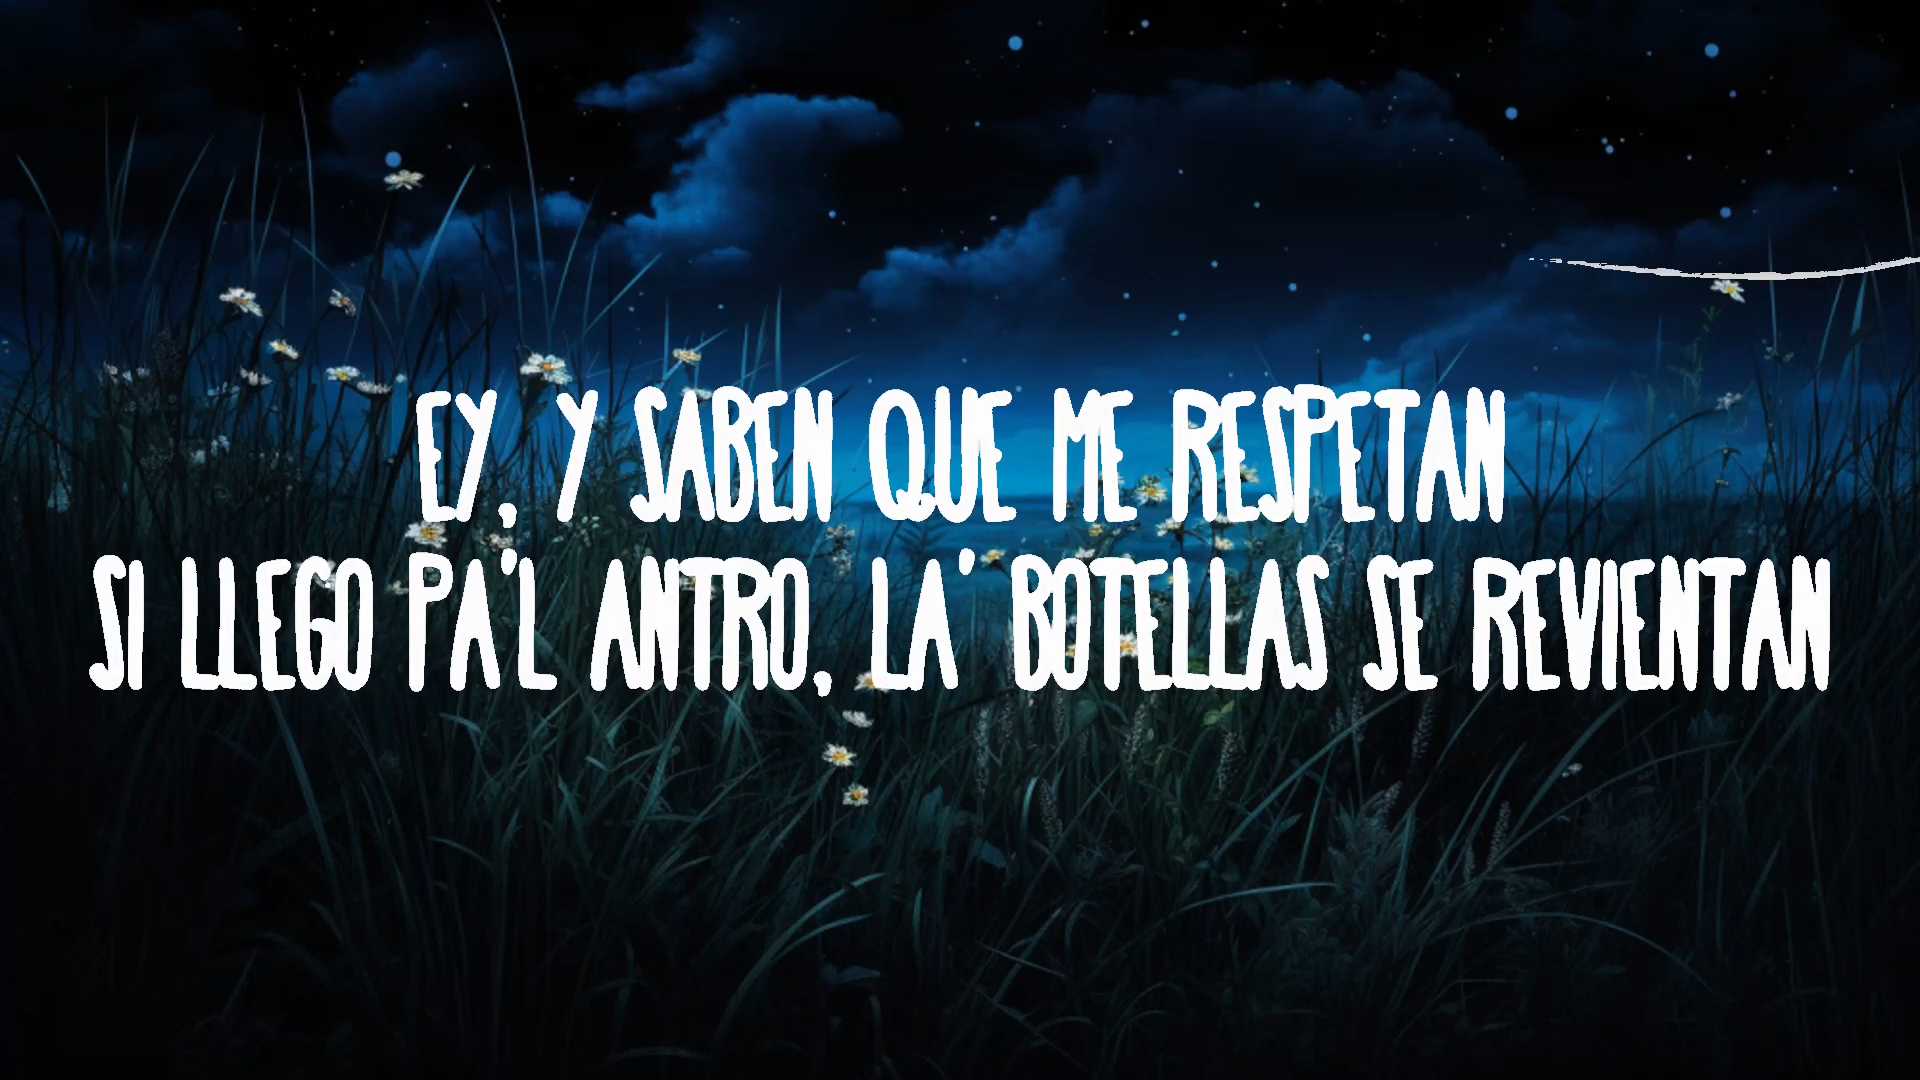 EY, Y SABEN QUE ME RESPETAN
SI LLEGO PA'L ANTRO, LA' BOTELLAS SE REVIENTAN